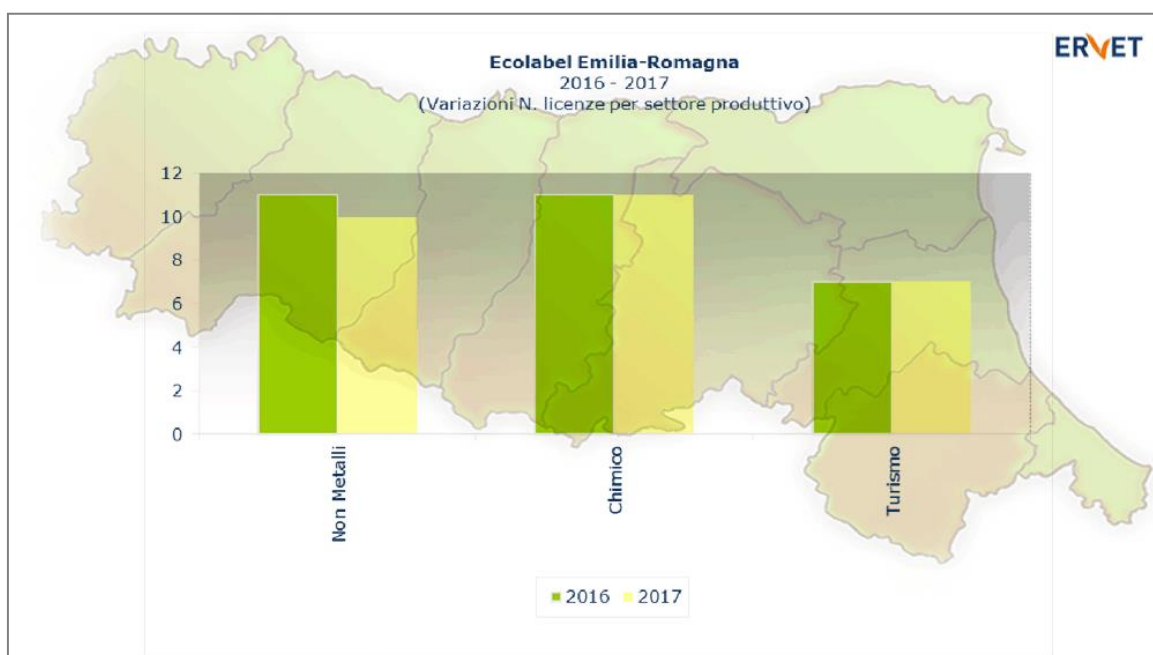 ERVET
Ecolabel Emilia-Romagna
2016 - 2017
(Variazioni N. licenze per settore produttivo)
12
10
8
6
4
2
0
Non Metalli
Chimico
Turismo
2016
2017